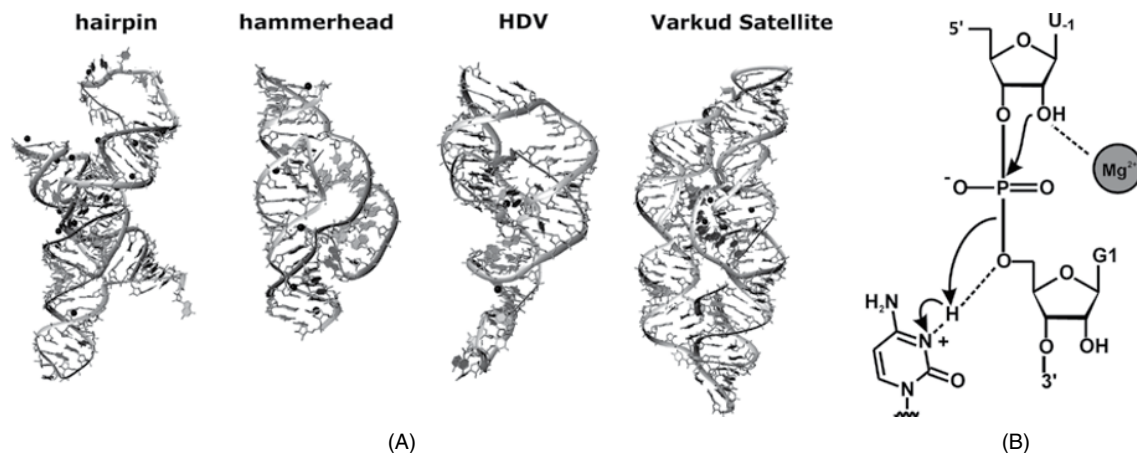 hairpin hammerhead HDV Varkud Satellite
5' O U-1
O OH
Mg²⁺
⁻O P O
O O G1
H₂N H
N +
O OH
N O 3'
(A) (B)